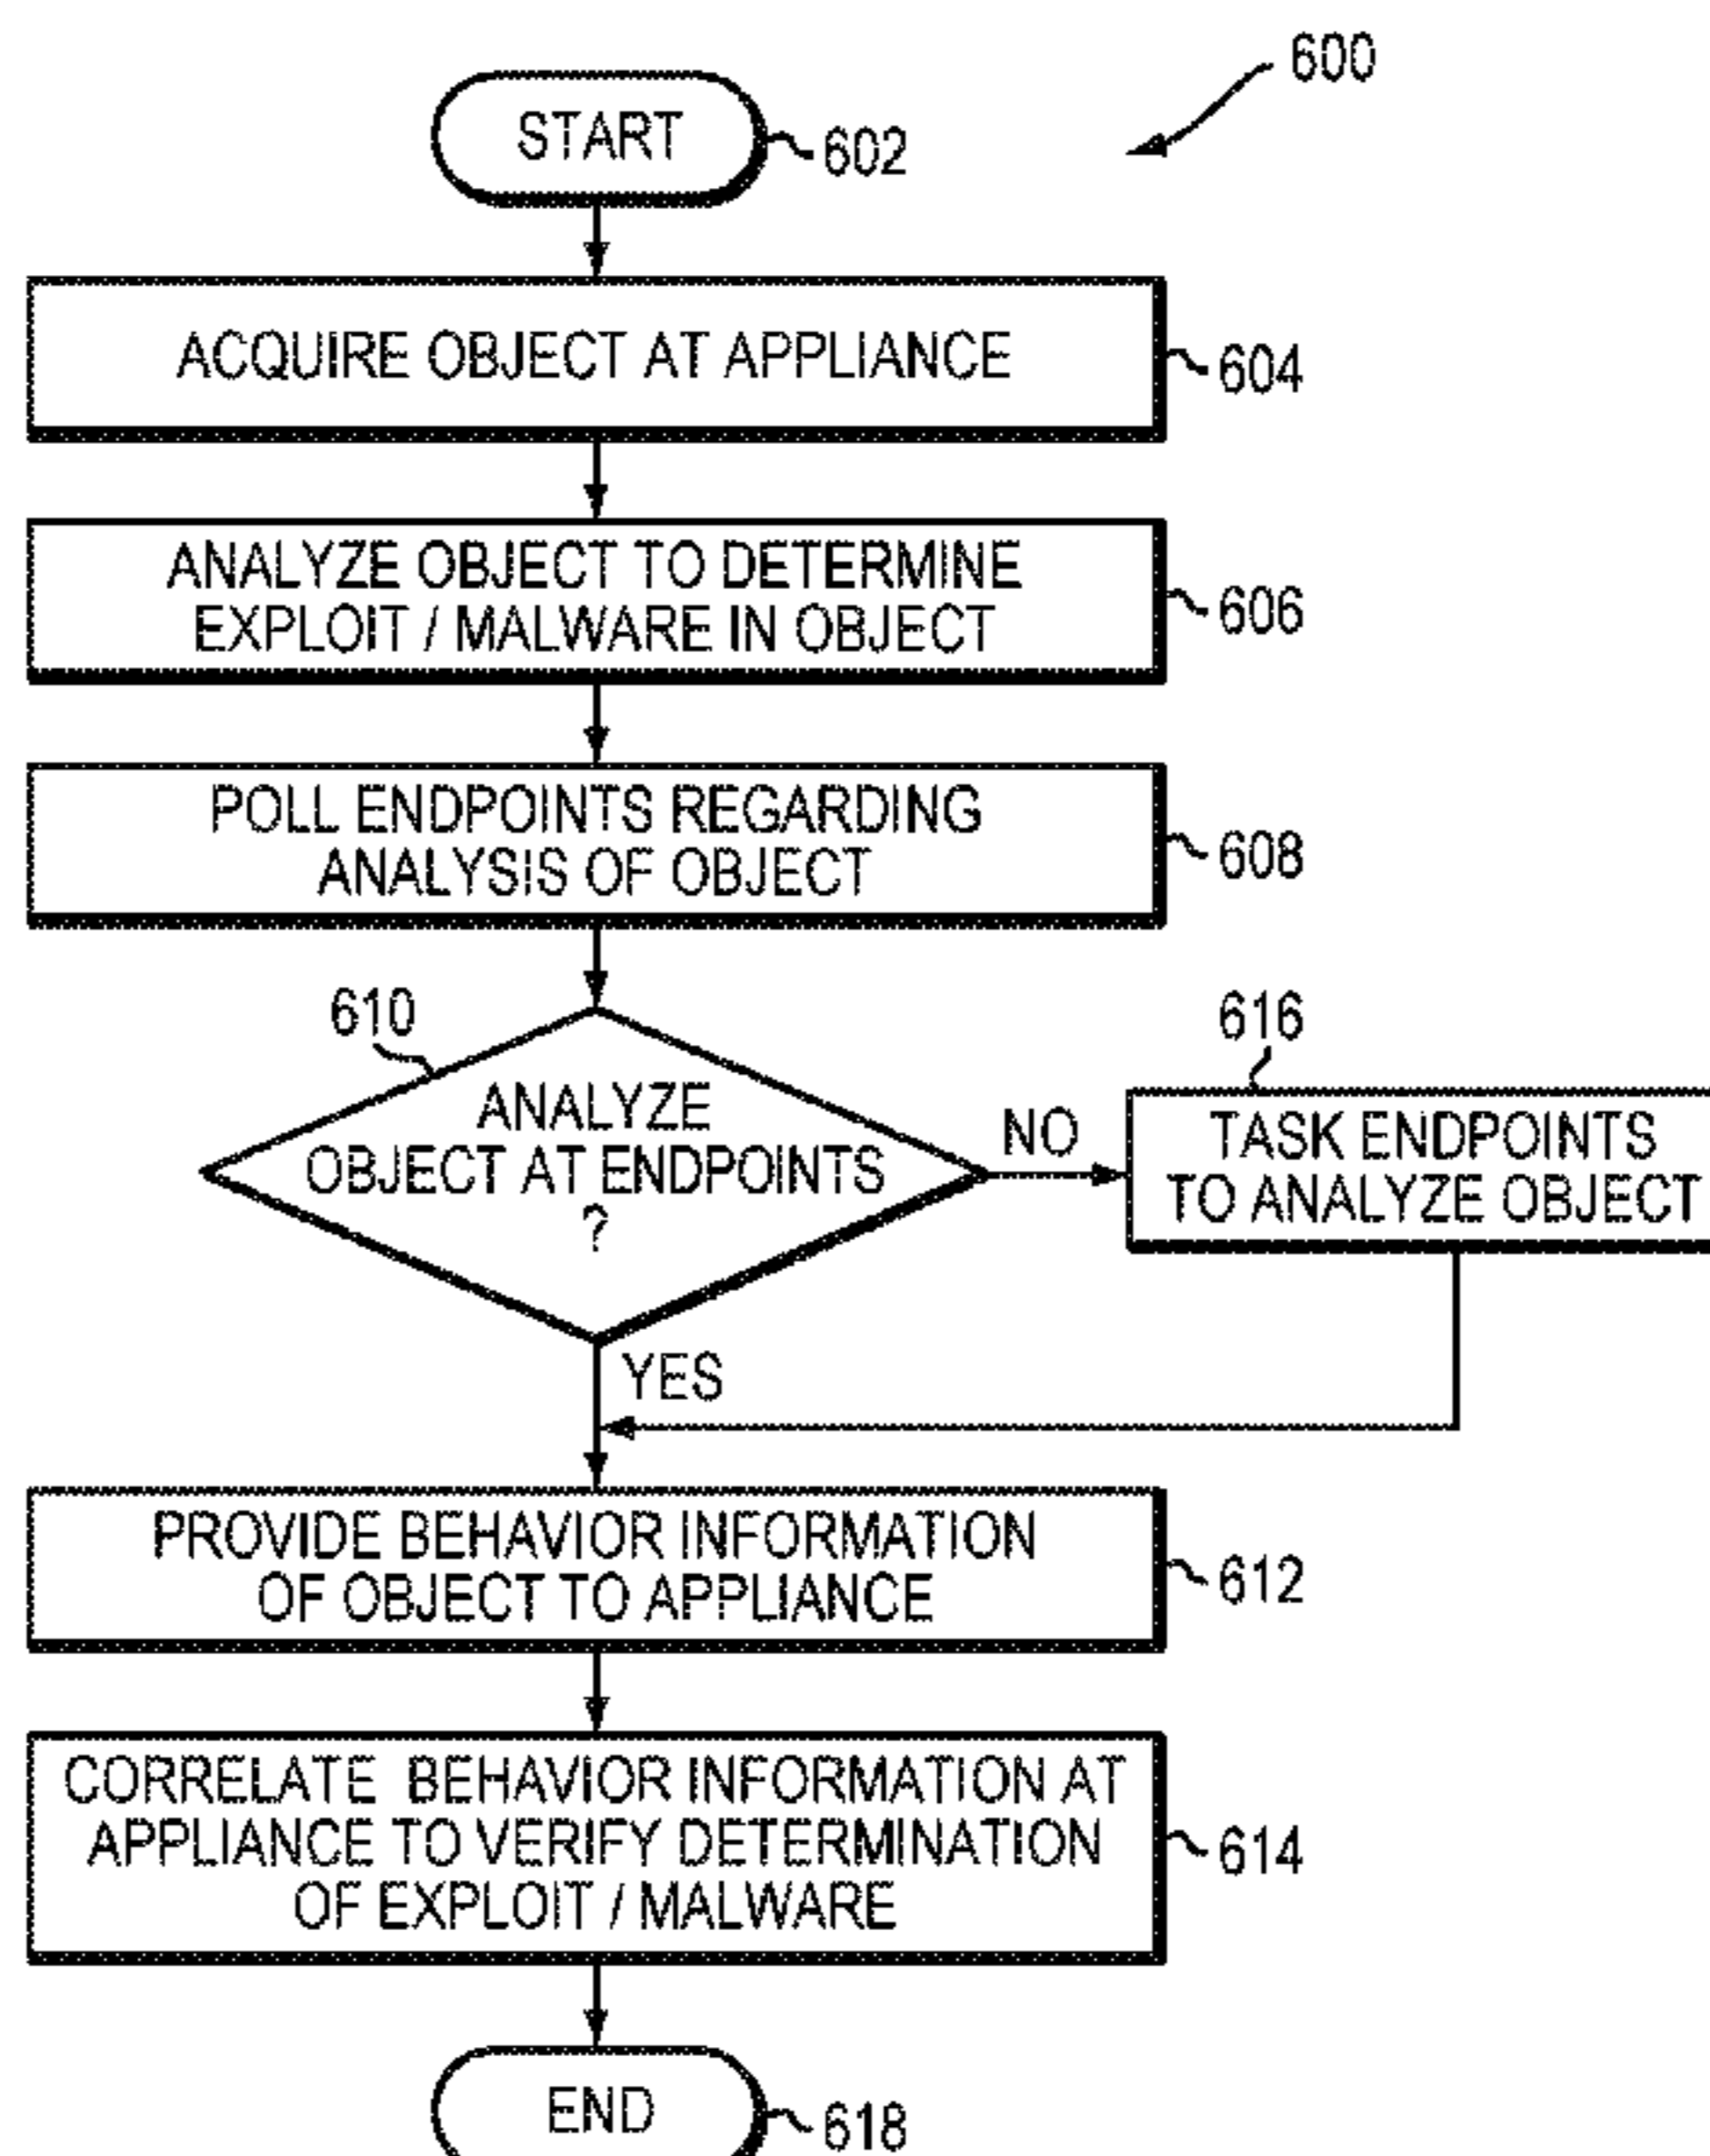 600
START
602
ACQUIRE OBJECT AT APPLIANCE
604
ANALYZE OBJECT TO DETERMINE
EXPLOIT / MALWARE IN OBJECT
606
POLL ENDPOINTS REGARDING
ANALYSIS OF OBJECT
608
610
ANALYZE
OBJECT AT ENDPOINTS
?
NO
616
TASK ENDPOINTS
TO ANALYZE OBJECT
YES
PROVIDE BEHAVIOR INFORMATION
OF OBJECT TO APPLIANCE
612
CORRELATE BEHAVIOR INFORMATION AT
APPLIANCE TO VERIFY DETERMINATION
OF EXPLOIT / MALWARE
614
END
618